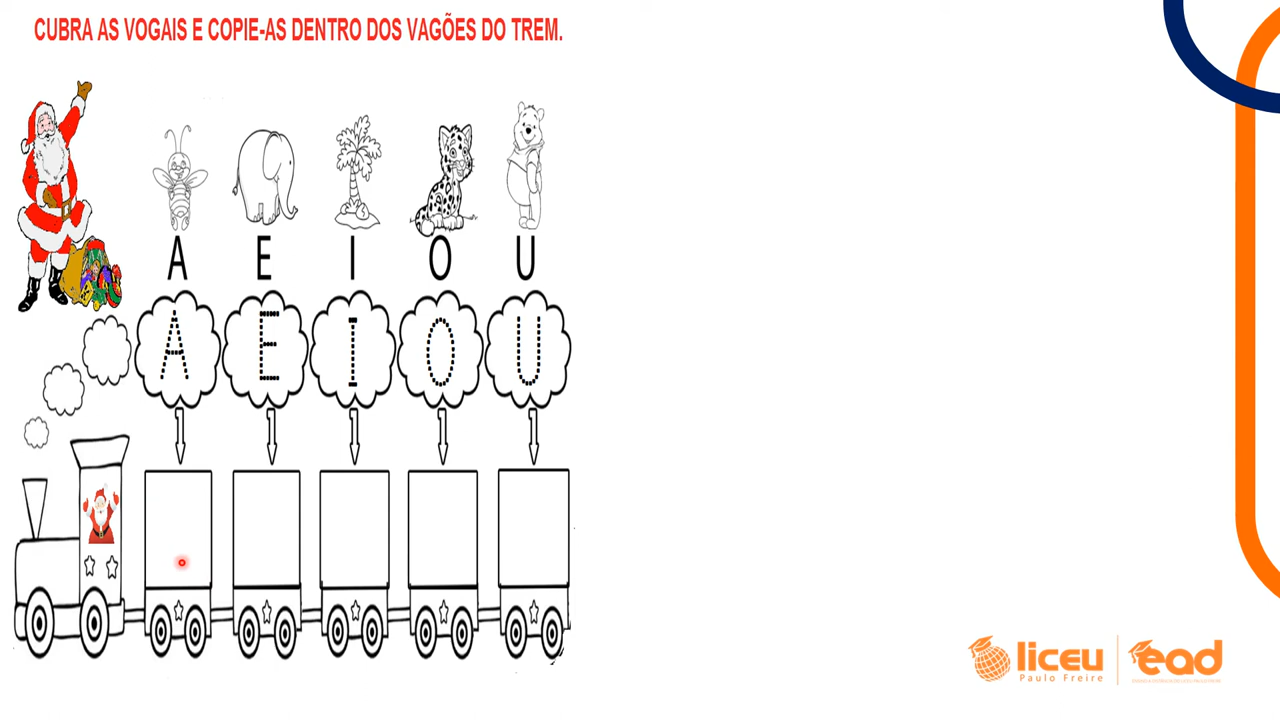 CUBRA AS VOGAIS E COPIE-AS DENTRO DOS VAGÕES DO TREM.
A E I O U
A E I O U
liceu ead
Paulo Freire